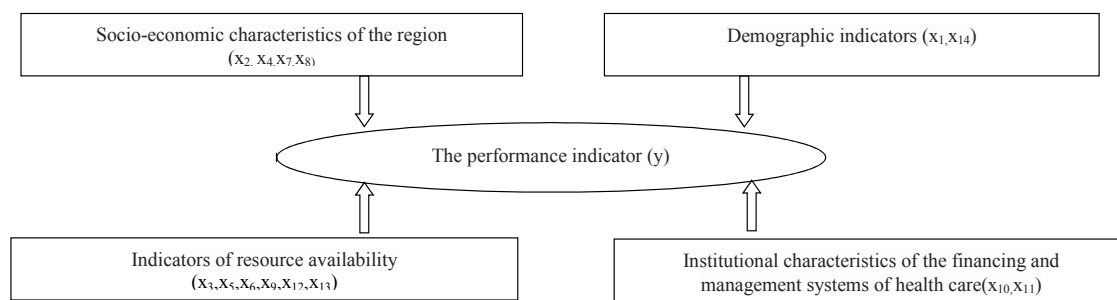 Socio-economic characteristics of the region
(x2, x4,x7,x8)
Demographic indicators (x1,x14)
The performance indicator (y)
Indicators of resource availability
(x3,x5,x6,x9,x12,x13)
Institutional characteristics of the financing and
management systems of health care(x10,x11)